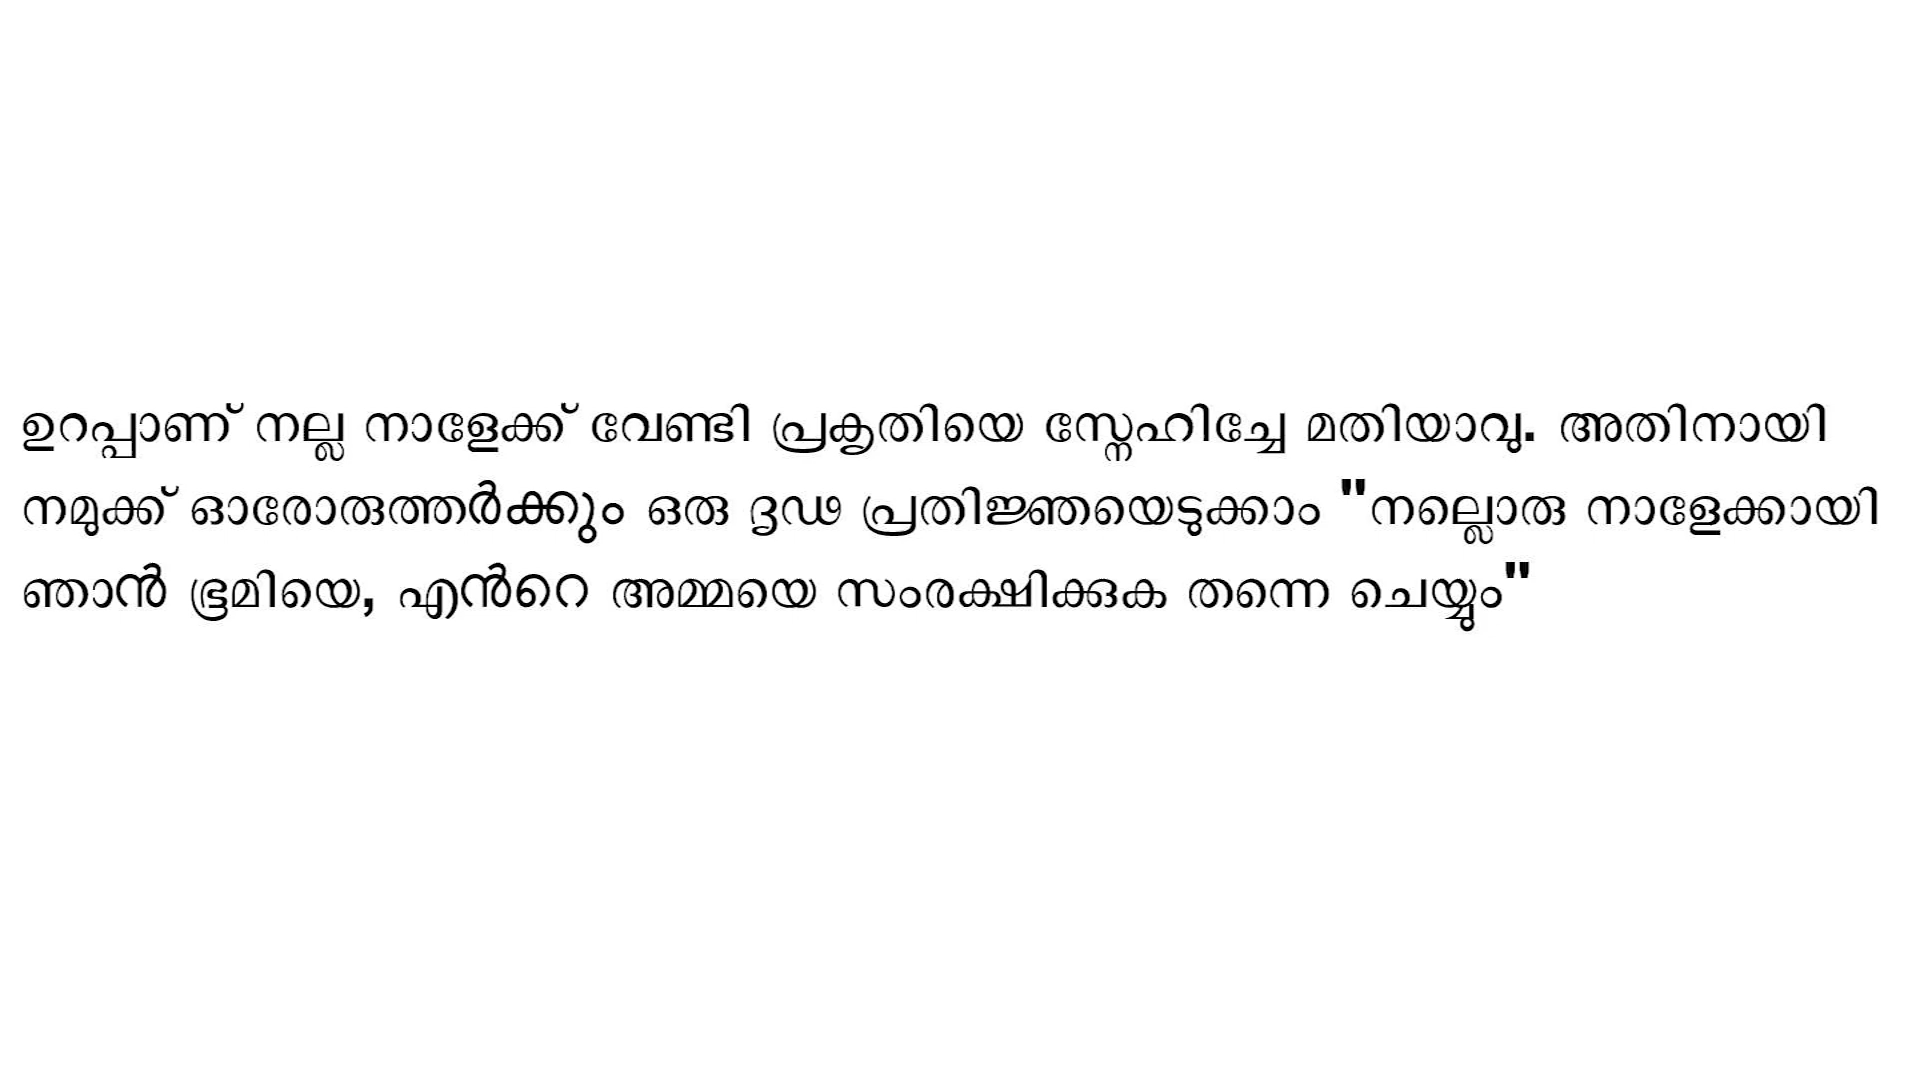 ഉറപ്പാണ് നല്ല നാളേക്ക് വേണ്ടി പ്രകൃതിയെ സ്നേഹിച്ചേ മതിയാവു. അതിനായി
നമുക്ക് ഓരോരുത്തർക്കും ഒരു ദൃഢ പ്രതിജ്ഞയെടുക്കാം "നല്ലൊരു നാളേക്കായി
ഞാൻ ഭൂമിയെ, എൻറെ അമ്മയെ സംരക്ഷിക്കുക തന്നെ ചെയ്യും"